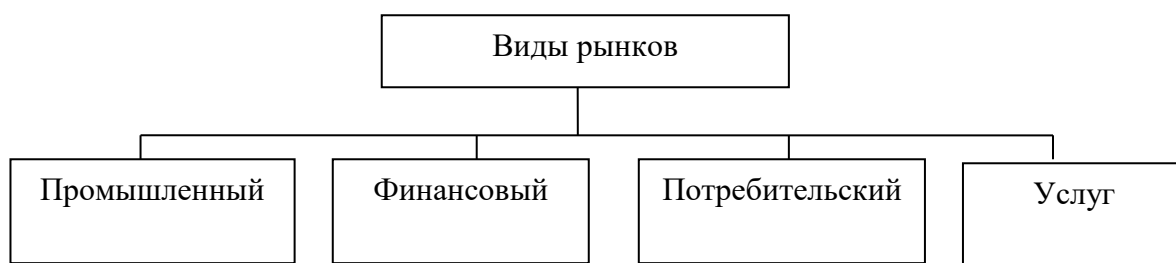 Виды рынков
Промышленный
Финансовый
Потребительский
Услуг